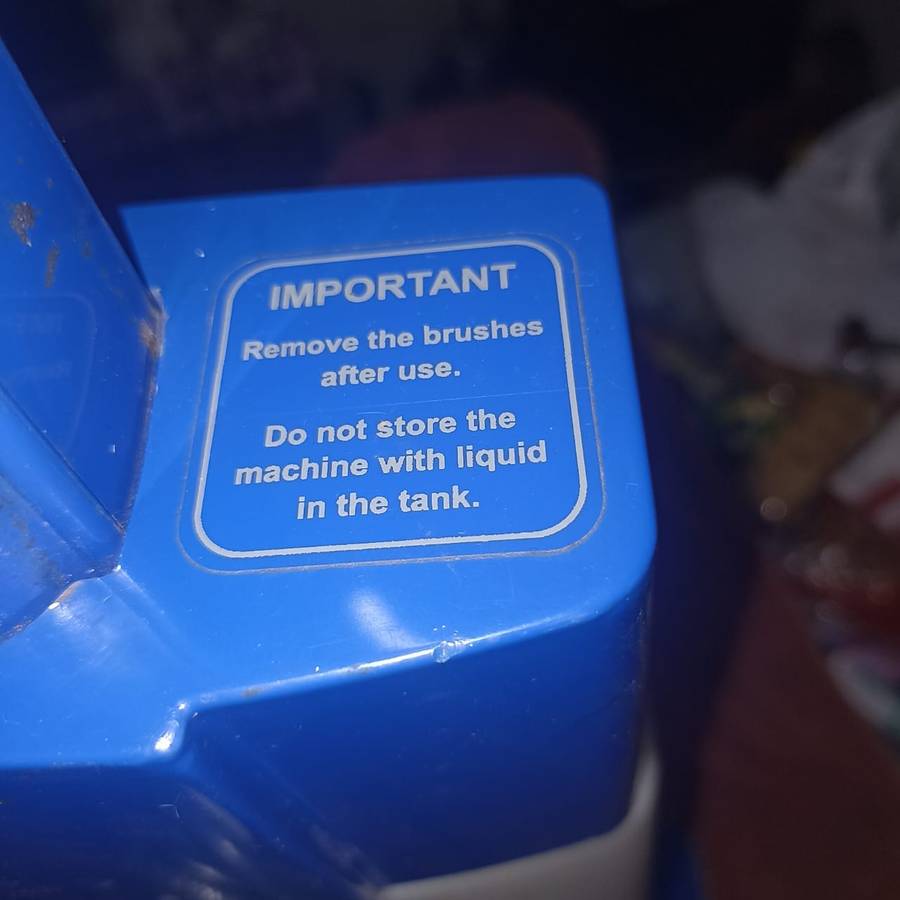 IMPORTANT
Remove the brushes
after use.
Do not store the
machine with liquid
in the tank.